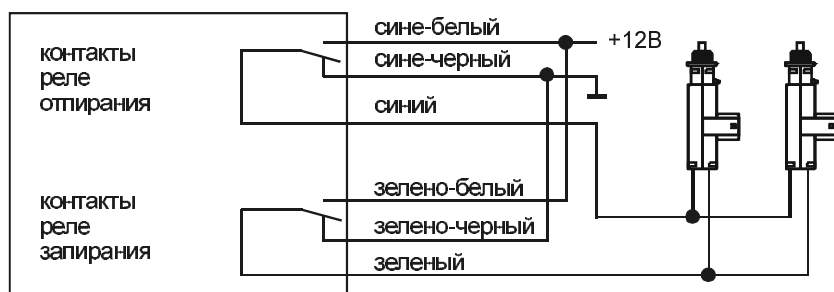 сине-белый
+12В
контакты
реле
отпирания
сине-черный
синий
зелено-белый
контакты
реле
запирания
зелено-черный
зеленый